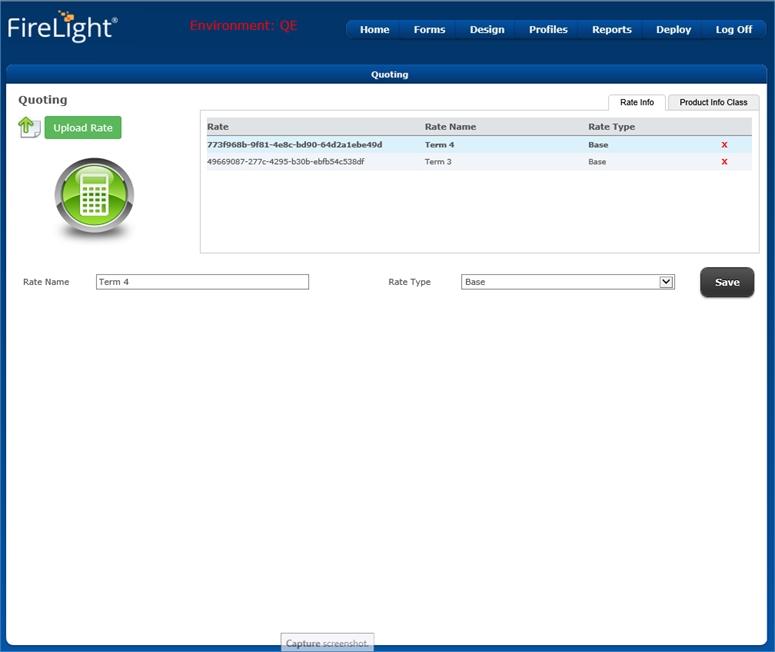 FireLight®
Environment: QE
Home Forms Design Profiles Reports Deploy Log Off
Quoting
Quoting
Rate Info Product Info Class
Upload Rate
Rate Rate Name Rate Type
773f968b-9f81-4e8c-bd90-64d2a1ebe49d Term 4 Base X
49669087-277c-4295-b30b-ebfb54c538df Term 3 Base X
Rate Name Term 4 Rate Type Base Save
Capture screenshot.